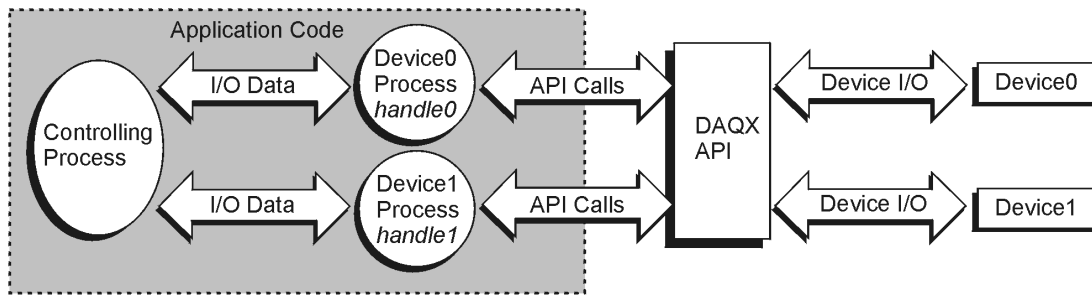 Application Code
Controlling
Process
I/O Data
Device0
Process
handle0
API Calls
DAQX
API
Device I/O
Device0
I/O Data
Device1
Process
handle1
API Calls
Device I/O
Device1